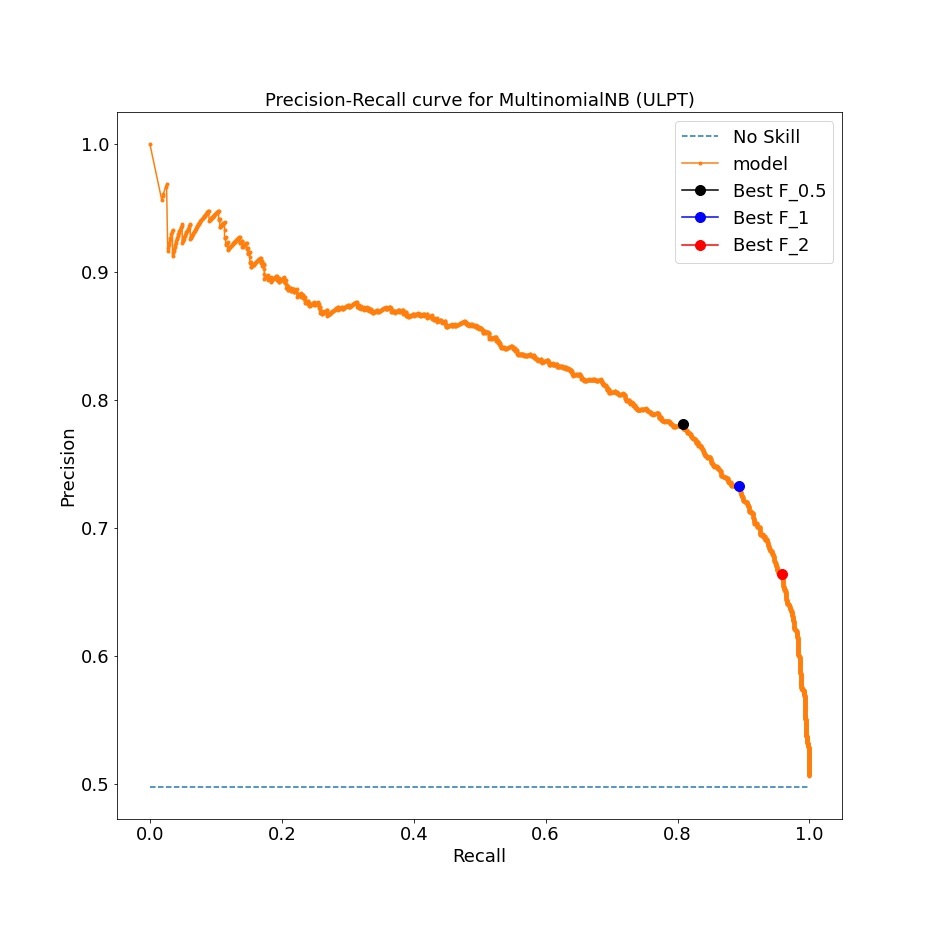 Precision-Recall curve for MultinomialNB (ULPT)
No Skill
model
Best F_0.5
Best F_1
Best F_2
1.0
0.9
0.8
0.7
0.6
0.5
Precision
0.0 0.2 0.4 0.6 0.8 1.0
Recall